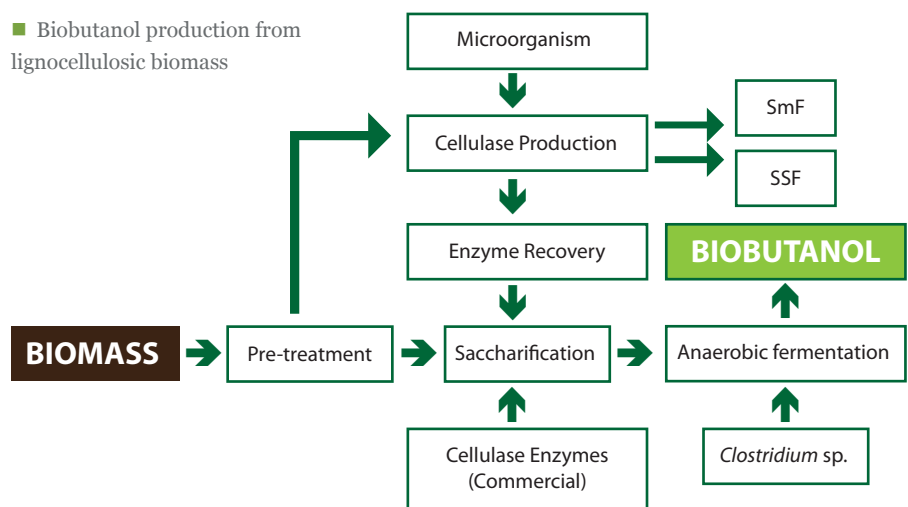 ■ Biobutanol production from
lignocellulosic biomass
Microorganism
Cellulase Production
SmF
SSF
Enzyme Recovery
BIOBUTANOL
BIOMASS
Pre-treatment
Saccharification
Anaerobic fermentation
Cellulase Enzymes
(Commercial)
Clostridium sp.